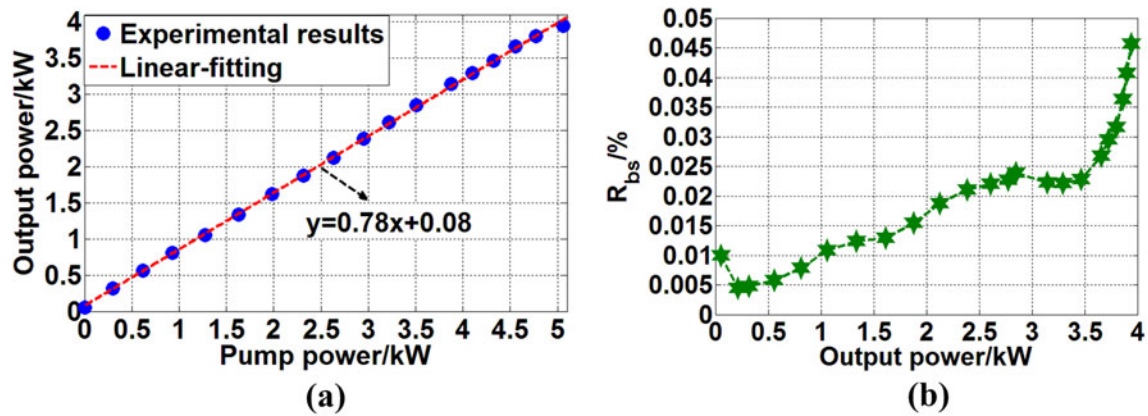 4
3.5
3
2.5
2
1.5
1
0.5
0
Output power/kW
Experimental results
Linear-fitting
y=0.78x+0.08
0 0.5 1 1.5 2 2.5 3 3.5 4 4.5 5
Pump power/kW
(a)
0.05
0.045
0.04
0.035
0.03
0.025
0.02
0.015
0.01
0.005
0
R_bs/%
0 0.5 1 1.5 2 2.5 3 3.5 4
Output power/kW
(b)